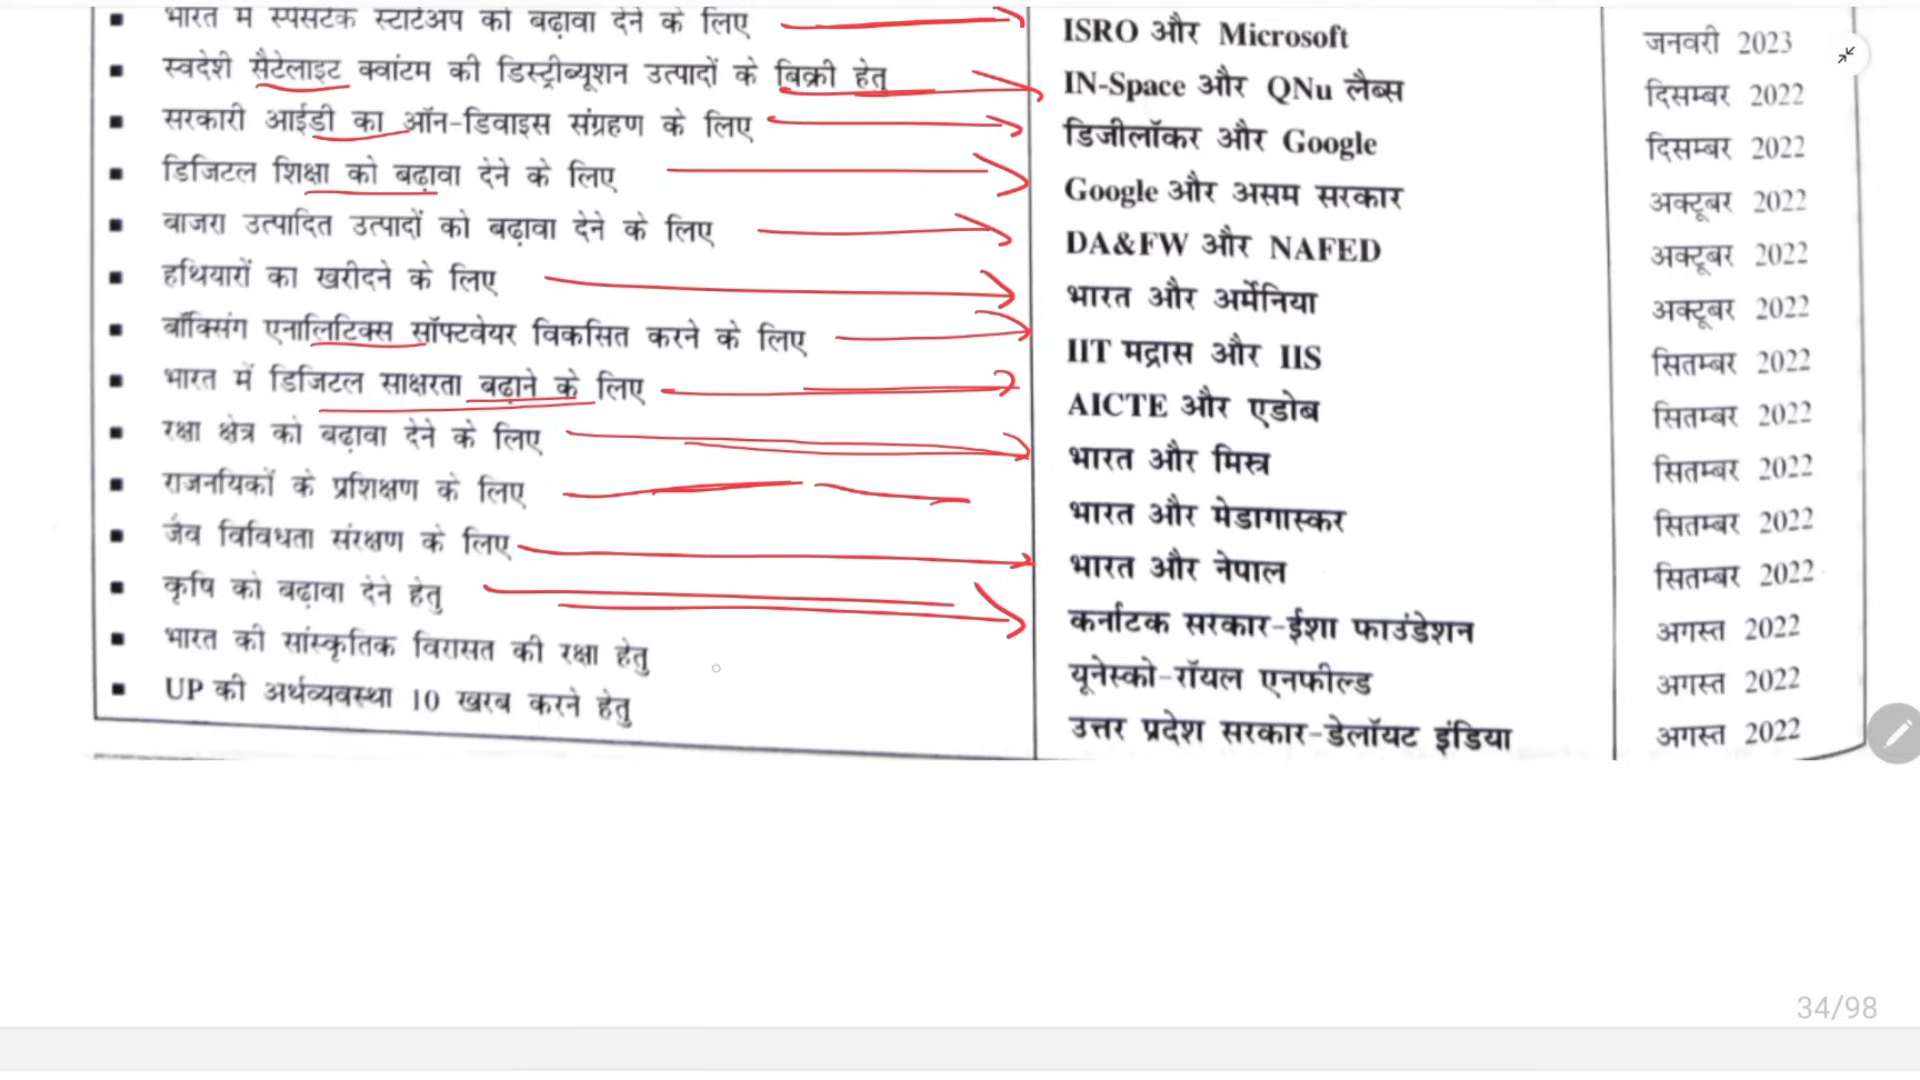 भारत में स्पेसटेक स्टार्टअप को बढ़ावा देने के लिए ISRO और Microsoft जनवरी 2023
स्वदेशी सैटेलाइट क्वांटम की डिस्ट्रीब्यूशन उत्पादों के बिक्री हेतु IN-Space और QNu लैब्स दिसम्बर 2022
सरकारी आईडी का ऑन-डिवाइस संग्रहण के लिए डिजीलॉकर और Google दिसम्बर 2022
डिजिटल शिक्षा को बढ़ावा देने के लिए Google और असम सरकार अक्टूबर 2022
बाजरा उत्पादित उत्पादों को बढ़ावा देने के लिए DA&FW और NAFED अक्टूबर 2022
हथियारों का खरीदने के लिए भारत और अर्मेनिया अक्टूबर 2022
बॉक्सिंग एनालिटिक्स सॉफ्टवेयर विकसित करने के लिए IIT मद्रास और IIS सितम्बर 2022
भारत में डिजिटल साक्षरता बढ़ाने के लिए AICTE और एडोब सितम्बर 2022
रक्षा क्षेत्र को बढ़ावा देने के लिए भारत और मिस्त्र सितम्बर 2022
राजनयिकों के प्रशिक्षण के लिए भारत और मेडागास्कर सितम्बर 2022
जैव विविधता संरक्षण के लिए भारत और नेपाल सितम्बर 2022
कृषि को बढ़ावा देने हेतु कर्नाटक सरकार-ईशा फाउंडेशन अगस्त 2022
भारत की सांस्कृतिक विरासत की रक्षा हेतु यूनेस्को-रॉयल एनफील्ड अगस्त 2022
UP की अर्थव्यवस्था 10 खरब करने हेतु उत्तर प्रदेश सरकार-डेलॉयट इंडिया अगस्त 2022
34/98